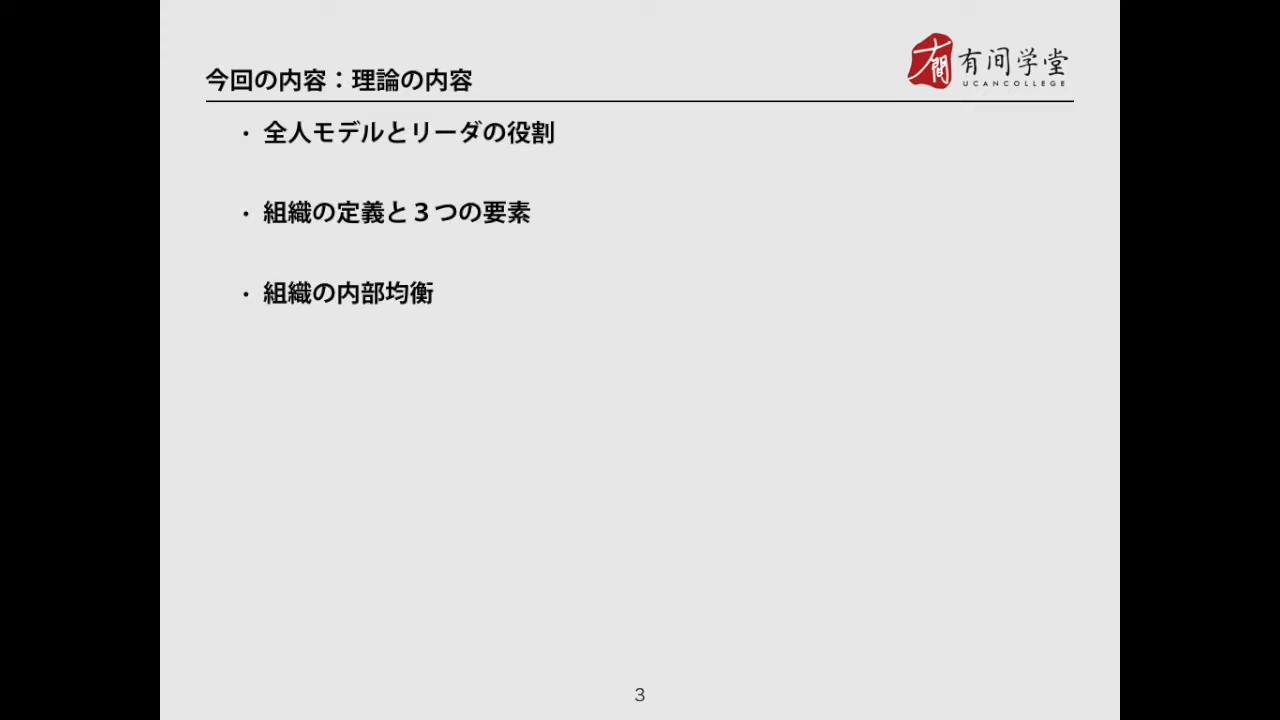 有間
有间学堂
UCANCOLLEGE
今回の内容：理論の内容
・ 全人モデルとリーダの役割
・ 組織の定義と３つの要素
・ 組織の内部均衡
3